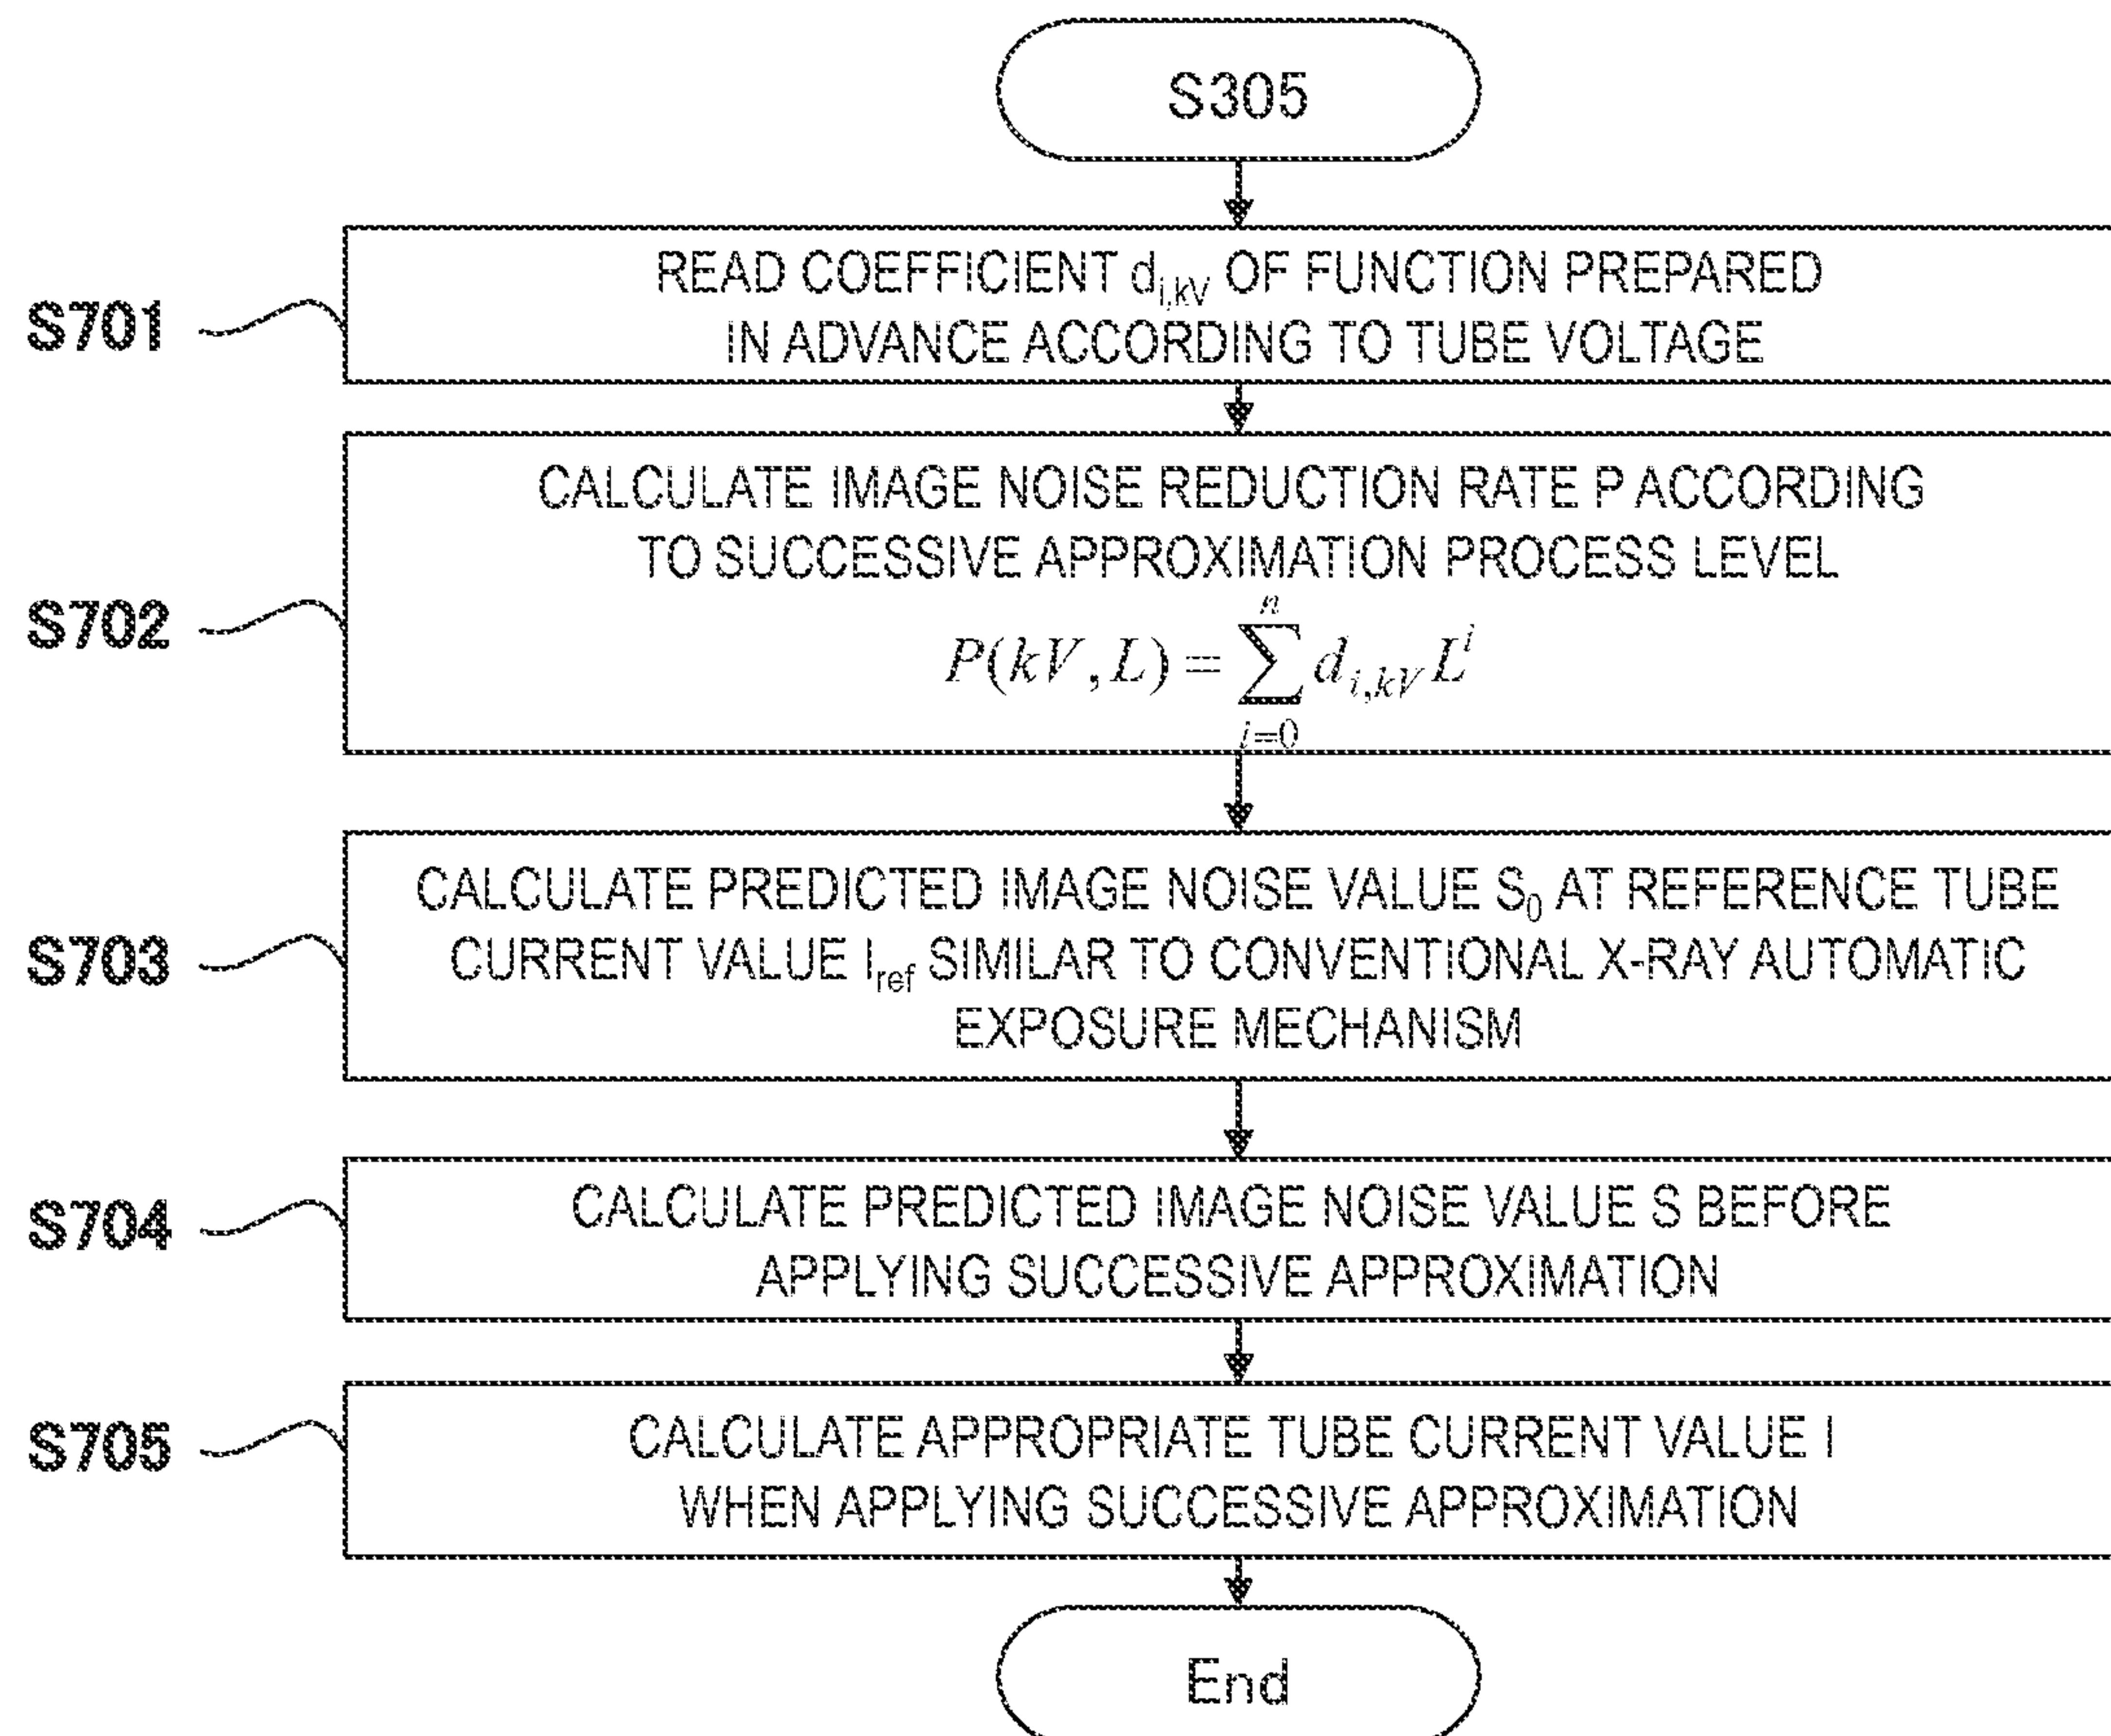 S305
S701
READ COEFFICIENT d_{i,kV} OF FUNCTION PREPARED
IN ADVANCE ACCORDING TO TUBE VOLTAGE
S702
CALCULATE IMAGE NOISE REDUCTION RATE P ACCORDING
TO SUCCESSIVE APPROXIMATION PROCESS LEVEL
P(kV, L) = \sum_{i=0}^{n} d_{i,kV} L^i
S703
CALCULATE PREDICTED IMAGE NOISE VALUE S_0 AT REFERENCE TUBE
CURRENT VALUE I_{ref} SIMILAR TO CONVENTIONAL X-RAY AUTOMATIC
EXPOSURE MECHANISM
S704
CALCULATE PREDICTED IMAGE NOISE VALUE S BEFORE
APPLYING SUCCESSIVE APPROXIMATION
S705
CALCULATE APPROPRIATE TUBE CURRENT VALUE I
WHEN APPLYING SUCCESSIVE APPROXIMATION
End